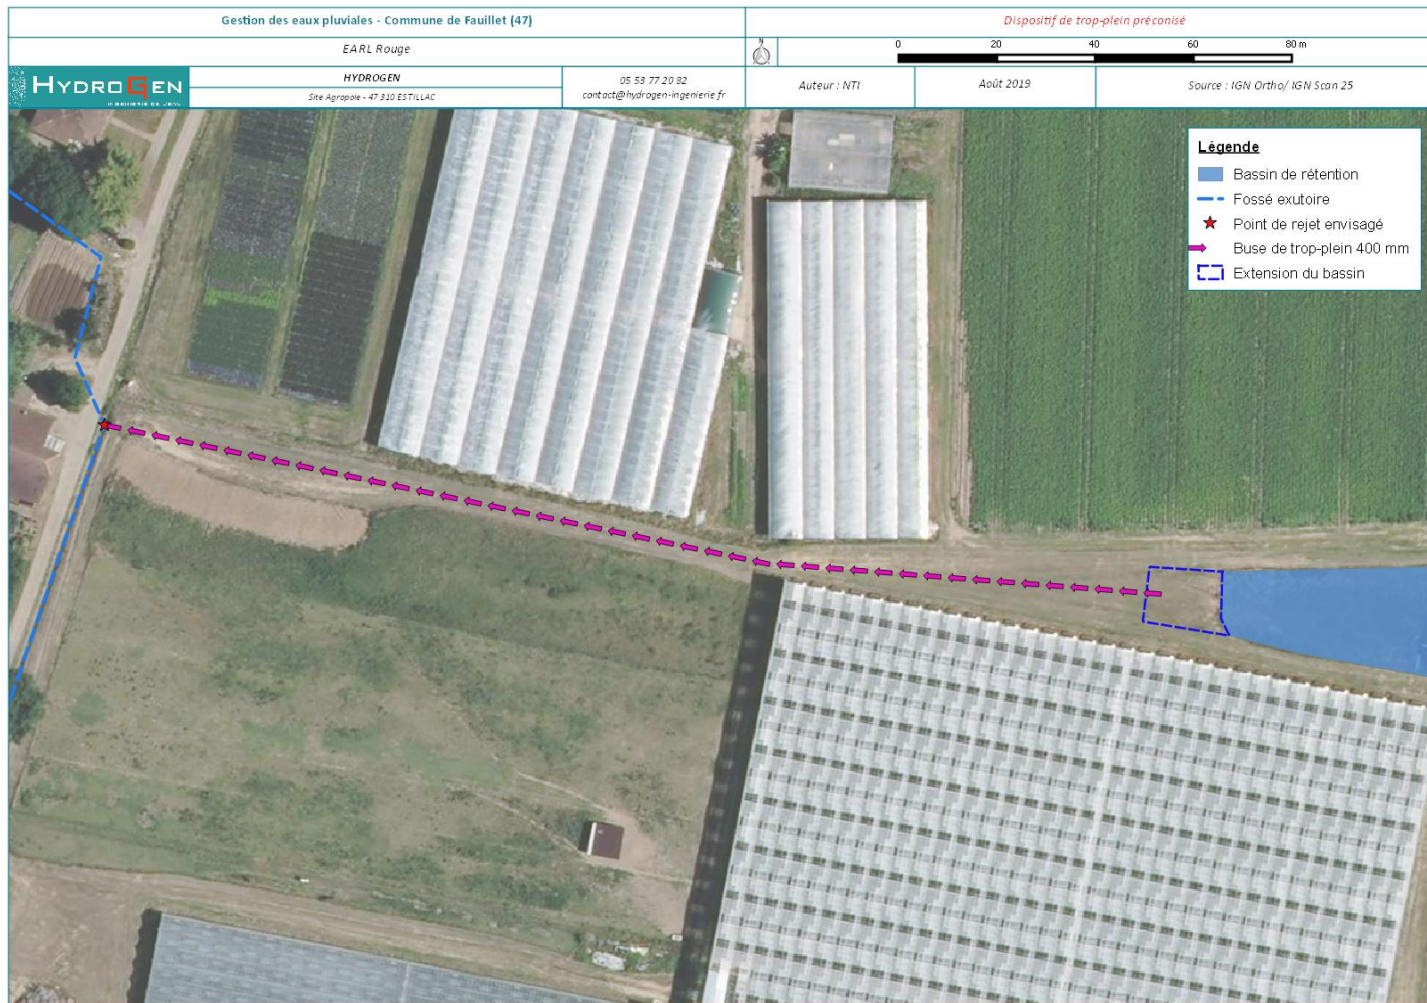 Gestion des eaux pluviales - Commune de Fauillet (47)
Dispositif de trop-plein préconisé
EARL Rouge
N
0 20 40 60 80 m
HYDROGEN
INGÉNIERIE DE L'EAU
HYDROGEN
Site Agropole - 47 310 ESTILLAC
05 53 77 20 82
contact@hydrogen-ingenierie.fr
Auteur : NTI
Août 2019
Source : IGN Ortho/ IGN Scan 25
Légende
Bassin de rétention
Fossé exutoire
Point de rejet envisagé
Buse de trop-plein 400 mm
Extension du bassin